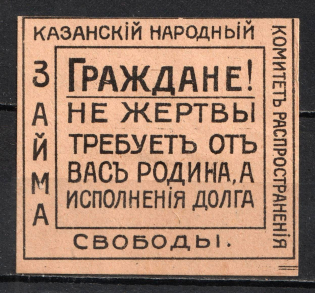 КАЗАНСКІЙ НАРОДНЫЙ
КОМИТЕТЪ РАСПРОСТРАНЕНІЯ
ЗАЙМА
СВОБОДЫ.
ГРАЖДАНЕ!
НЕ ЖЕРТВЫ
ТРЕБУЕТЪ ОТЪ
ВАСЪ РОДИНА, А
ИСПОЛНЕНІЯ ДОЛГА